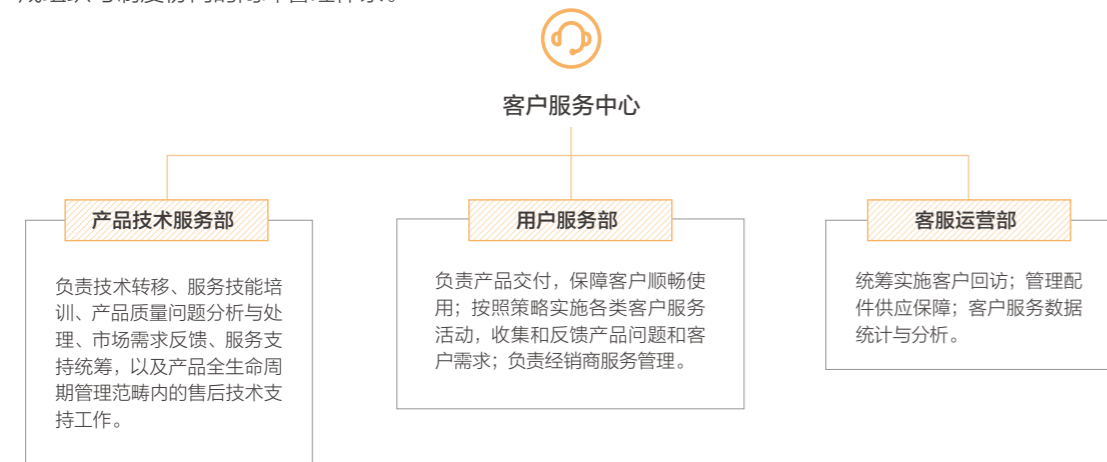 客户服务中心
产品技术服务部
负责技术转移、服务技能培
训、产品质量问题分析与处
理、市场需求反馈、服务支
持统筹，以及产品全生命周
期管理范畴内的售后技术支
持工作。
用户服务部
负责产品交付，保障客户顺畅使
用；按照策略实施各类客户服务
活动，收集和反馈产品问题和客
户需求；负责经销商服务管理。
客服运营部
统筹实施客户回访；管理配
件供应保障；客户服务数据
统计与分析。